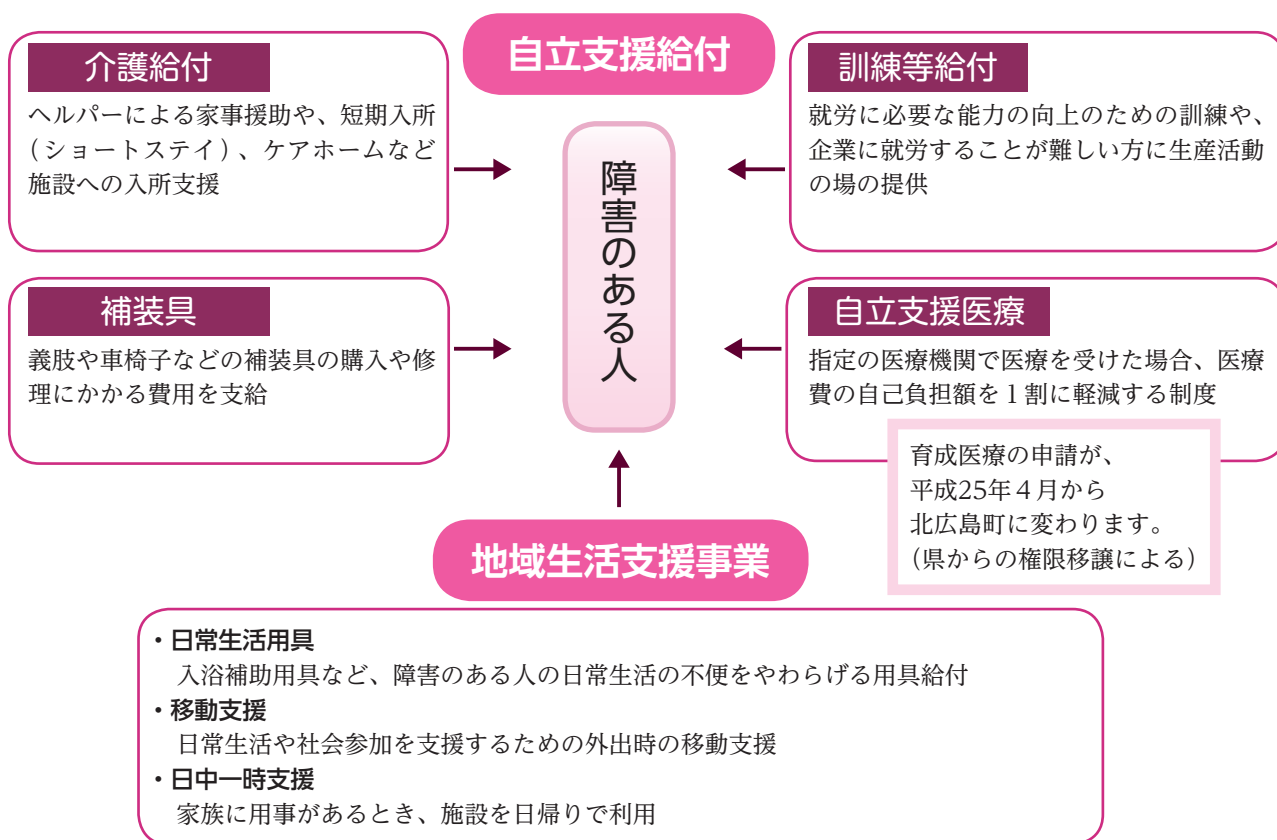 自立支援給付
介護給付
ヘルパーによる家事援助や、短期入所
(ショートステイ)、ケアホームなど
施設への入所支援
訓練等給付
就労に必要な能力の向上のための訓練や、
企業に就労することが難しい方に生産活動
の場の提供
障害のある人
補装具
義肢や車椅子などの補装具の購入や修
理にかかる費用を支給
自立支援医療
指定の医療機関で医療を受けた場合、医療
費の自己負担額を1割に軽減する制度
育成医療の申請が、
平成25年4月から
北広島町に変わります。
(県からの権限移譲による)
地域生活支援事業
・日常生活用具
入浴補助用具など、障害のある人の日常生活の不便をやわらげる用具給付
・移動支援
日常生活や社会参加を支援するための外出時の移動支援
・日中一時支援
家族に用事があるとき、施設を日帰りで利用